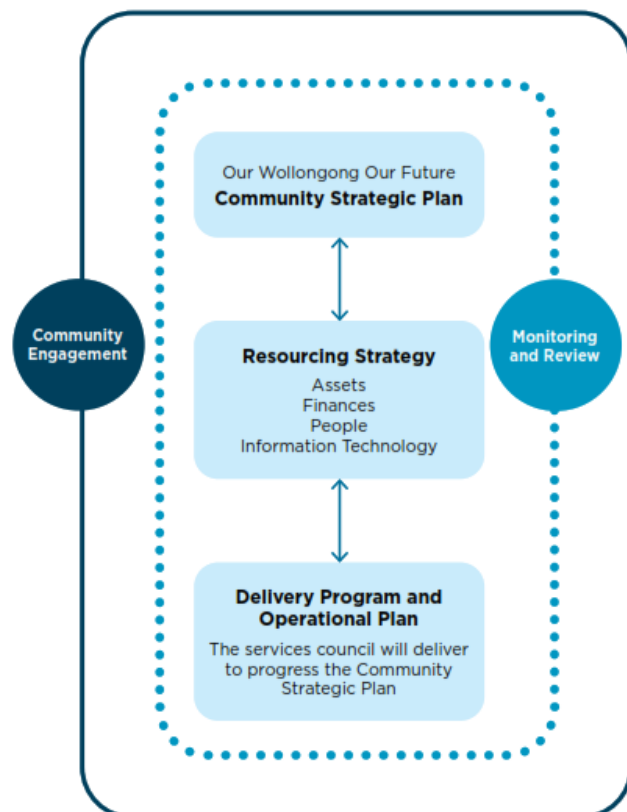 Our Wollongong Our Future
Community Strategic Plan
Community
Engagement
Monitoring
and Review
Resourcing Strategy
Assets
Finances
People
Information Technology
Delivery Program and
Operational Plan
The services council will deliver
to progress the Community
Strategic Plan